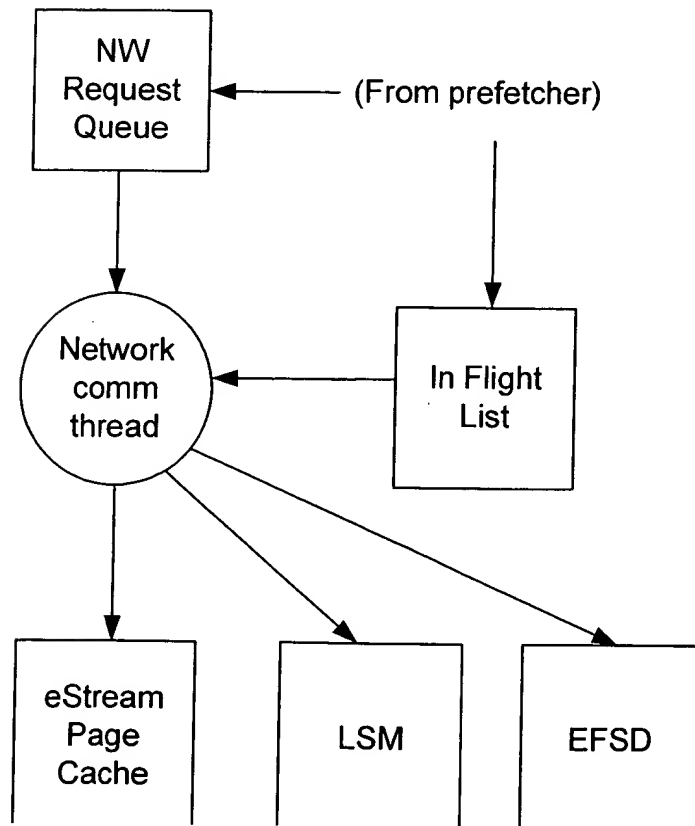 NW
Request
Queue
(From prefetcher)
Network
comm
thread
In Flight
List
eStream
Page
Cache
LSM
EFSD